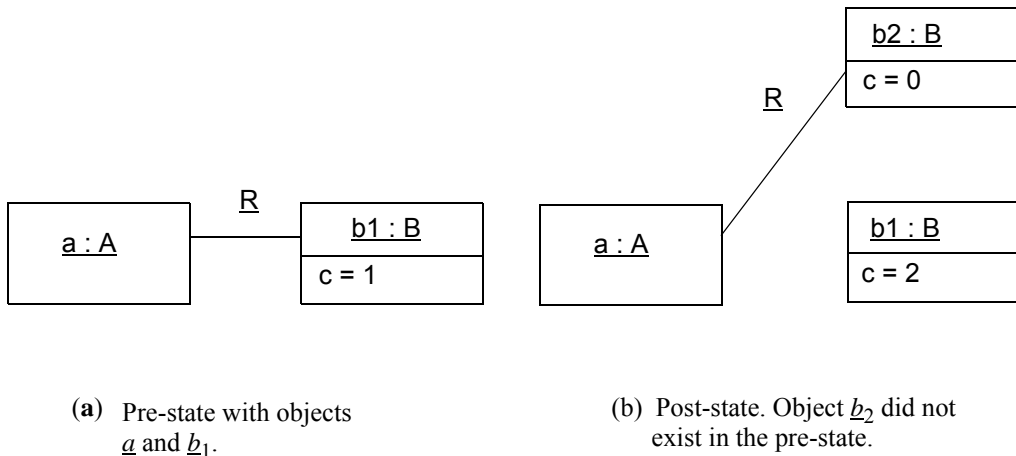 R
a : A
b1 : B
c = 1
(a) Pre-state with objects
a and b1.
b2 : B
c = 0
R
a : A
b1 : B
c = 2
(b) Post-state. Object b2 did not
exist in the pre-state.